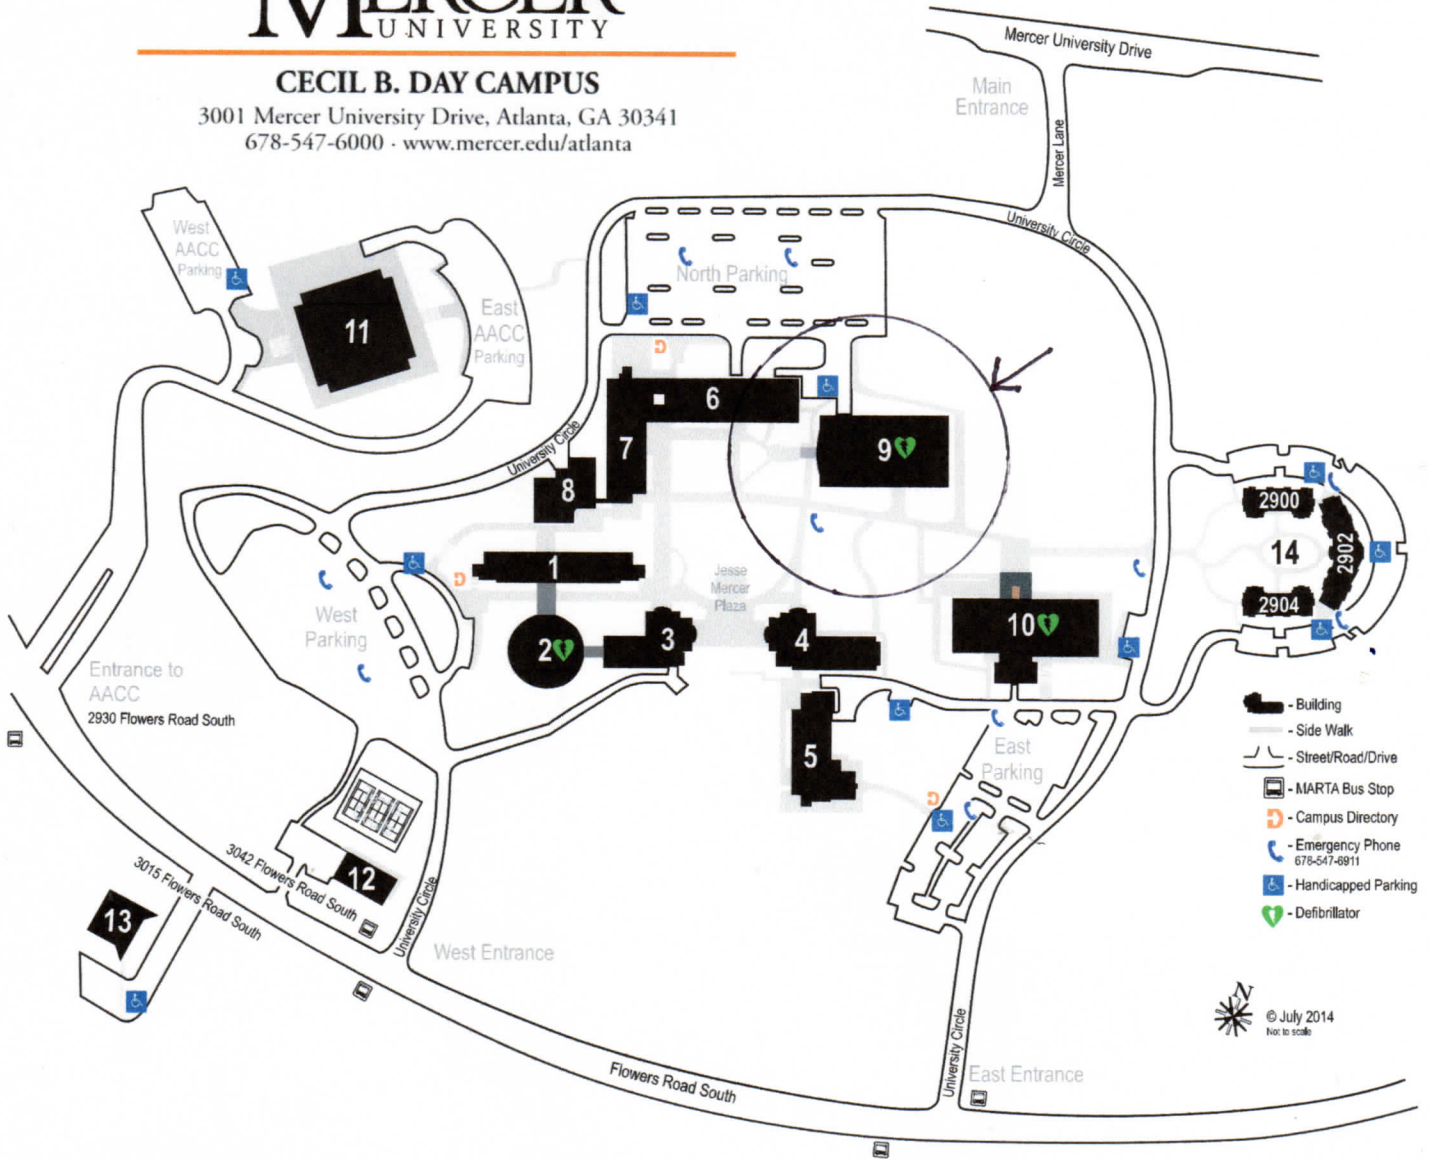 MERCER
UNIVERSITY
CECIL B. DAY CAMPUS
3001 Mercer University Drive, Atlanta, GA 30341
678-547-6000 · www.mercer.edu/atlanta
Mercer University Drive
Main
Entrance
Mercer Lane
University Circle
West
AACC
Parking
11
East
AACC
Parking
North Parking
6
7
8
9
University Circle
1
2
3
4
Jesse
Mercer
Plaza
10
2900
14
2902
2904
West
Parking
Entrance to
AACC
2930 Flowers Road South
5
East
Parking
- Building
- Side Walk
- Street/Road/Drive
- MARTA Bus Stop
- Campus Directory
- Emergency Phone
678-547-6911
- Handicapped Parking
- Defibrillator
3042 Flowers Road South
12
3015 Flowers Road South
13
University Circle
West Entrance
N
© July 2014
Not to scale
University Circle
East Entrance
Flowers Road South